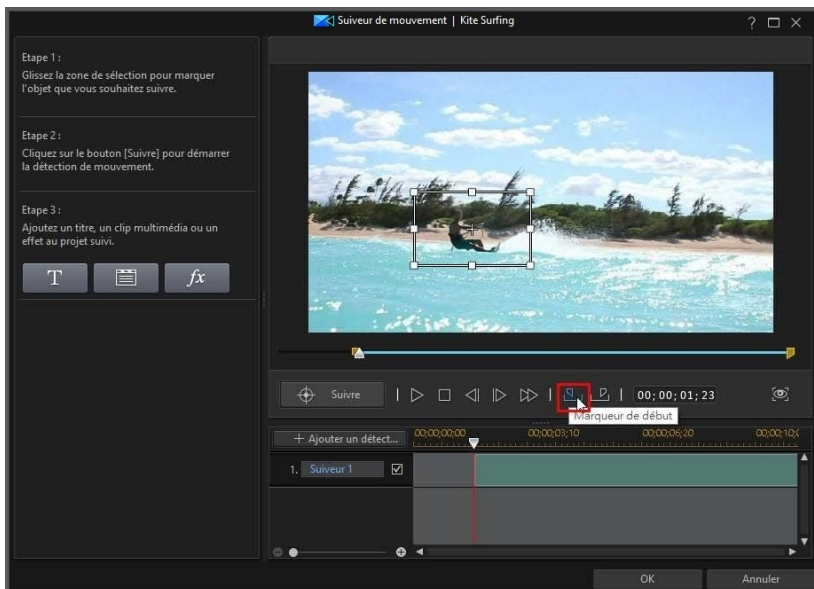 Suiveur de mouvement | Kite Surfing
Etape 1 :
Glissez la zone de sélection pour marquer
l'objet que vous souhaitez suivre.
Etape 2 :
Cliquez sur le bouton [Suivre] pour démarrer
la détection de mouvement.
Etape 3 :
Ajoutez un titre, un clip multimédia ou un
effet au projet suivi.
T fx
Suivre 00; 00; 01; 23
Marqueur de début
+ Ajouter un détect... 00;00;00;00 00;00;03;10 00;00;06;20 00;00;10;
1. Suiveur 1
OK Annuler